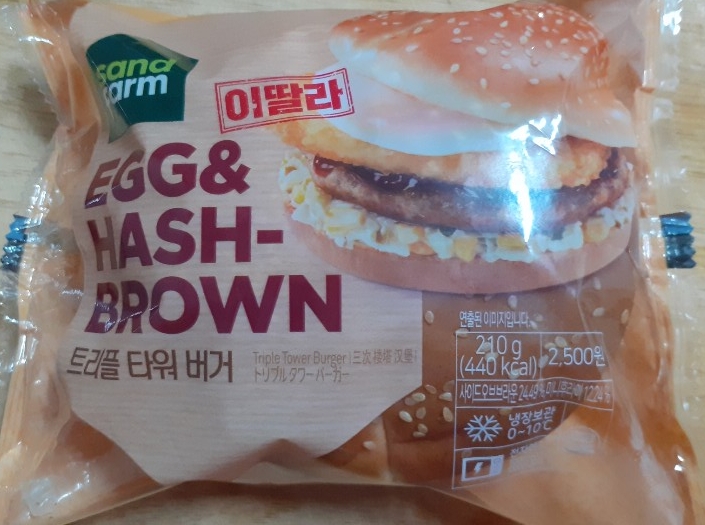 sand
farm
이딸라
EGG&
HASH-
BROWN
트리플 타워 버거
Triple Tower Burger
トリプルタワーバーガー
연출된 이미지입니다.
210 g
(440 kcal)
2,500원
냉장보관
0~10℃